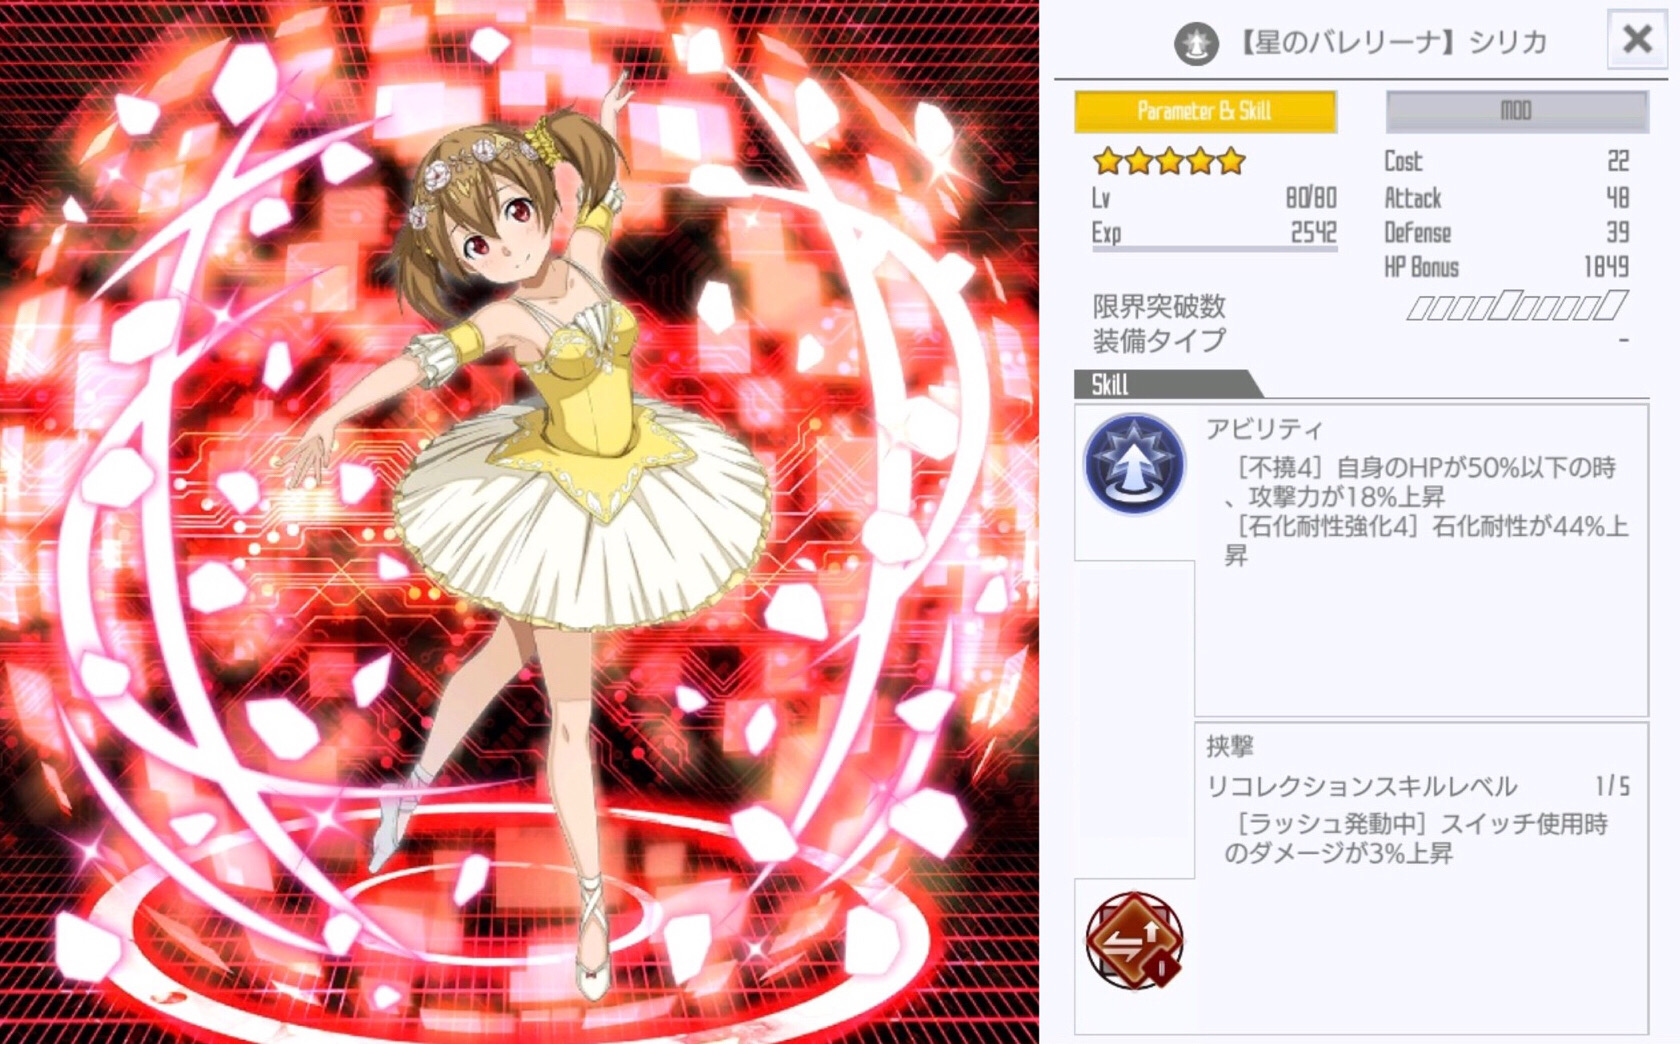 【星のバレリーナ】シリカ
Parameter & Skill
MOD
Lv 80/80
Exp 2542
Cost 22
Attack 48
Defense 39
HP Bonus 1849
限界突破数
装備タイプ -
Skill
アビリティ
［不撓4］自身のHPが50%以下の時
、攻撃力が18%上昇
［石化耐性強化4］石化耐性が44%上
昇
挟撃
リコレクションスキルレベル 1/5
［ラッシュ発動中］スイッチ使用時
のダメージが3%上昇
I